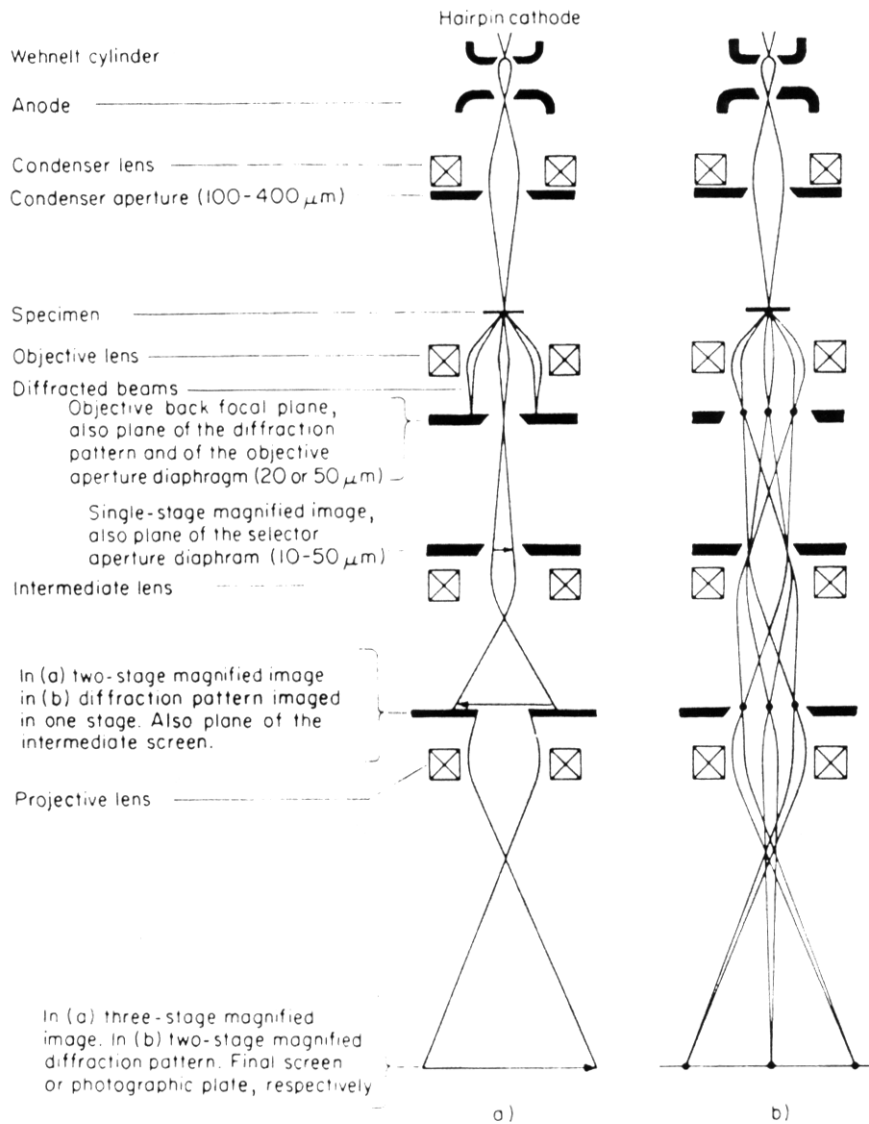 Hairpin cathode
Wehnelt cylinder
Anode
Condenser lens
Condenser aperture (100-400 μm)
Specimen
Objective lens
Diffracted beams
Objective back focal plane,
also plane of the diffraction
pattern and of the objective
aperture diaphragm (20 or 50 μm)
Single-stage magnified image,
also plane of the selector
aperture diaphram (10-50 μm)
Intermediate lens
In (a) two-stage magnified image
in (b) diffraction pattern imaged
in one stage. Also plane of the
intermediate screen.
Projective lens
In (a) three-stage magnified
image. In (b) two-stage magnified
diffraction pattern. Final screen
or photographic plate, respectively
a)
b)